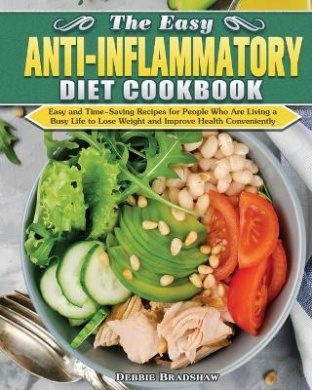 The Easy
ANTI-INFLAMMATORY
DIET COOKBOOK
Easy and Time-Saving Recipes for People Who Are Living a
Busy Life to Lose Weight and Improve Health Conveniently
Debbie Bradshaw